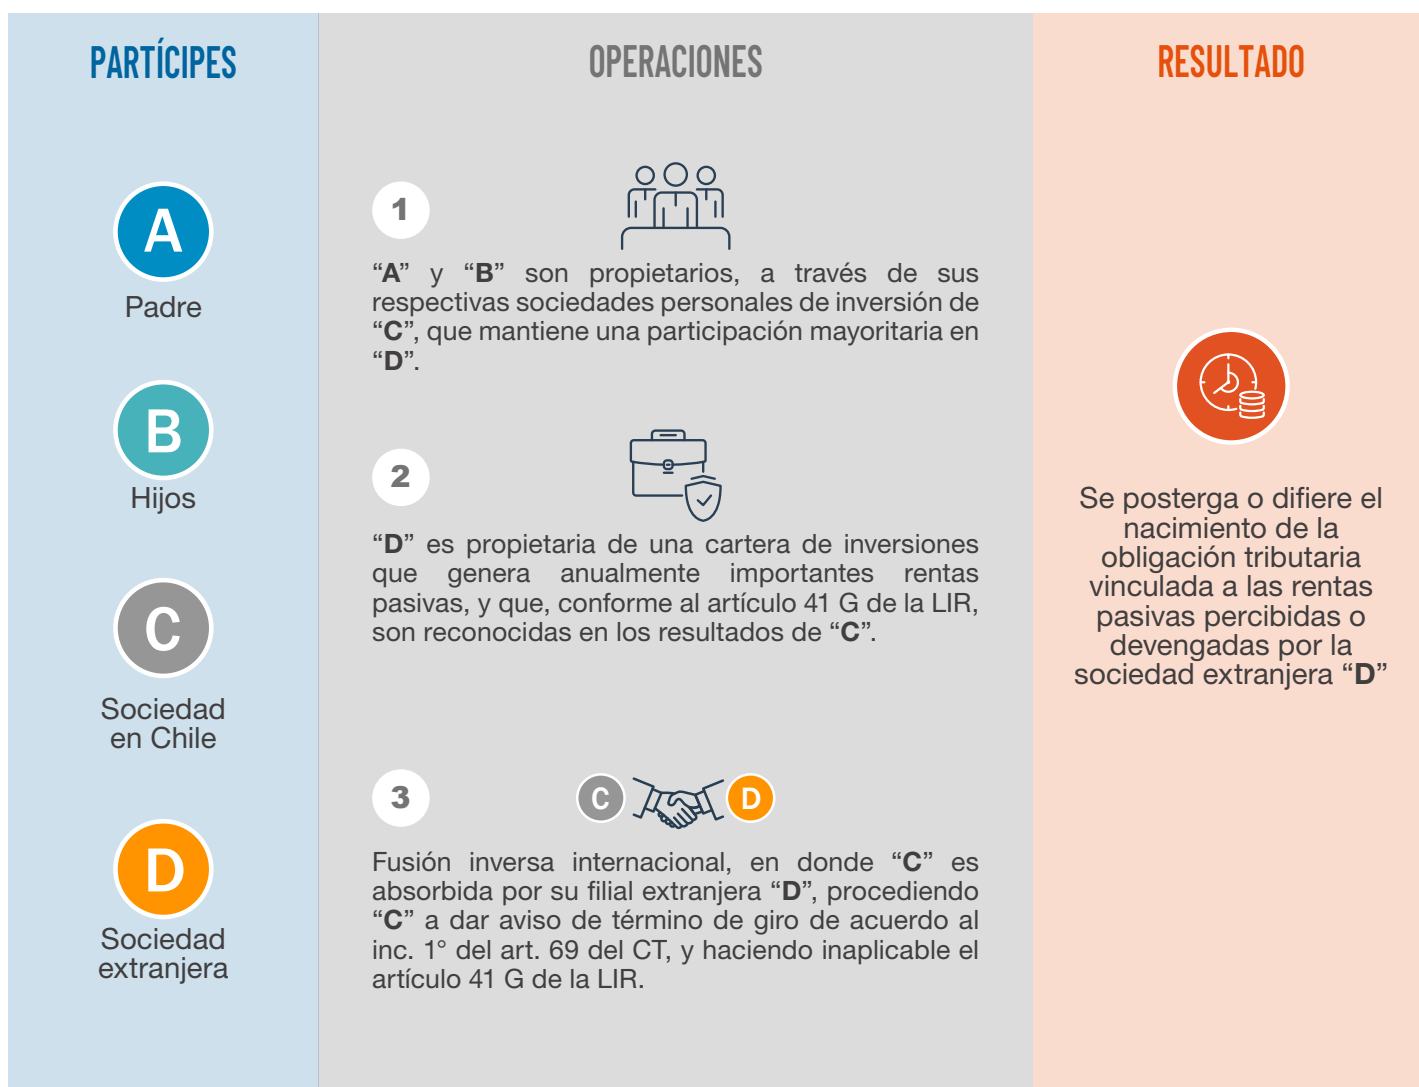 PARTÍCIPES
A
Padre
B
Hijos
C
Sociedad
en Chile
D
Sociedad
extranjera
OPERACIONES
1
“A” y “B” son propietarios, a través de sus
respectivas sociedades personales de inversión de
“C”, que mantiene una participación mayoritaria en
“D”.
2
“D” es propietaria de una cartera de inversiones
que genera anualmente importantes rentas
pasivas, y que, conforme al artículo 41 G de la LIR,
son reconocidas en los resultados de “C”.
3
C
D
Fusión inversa internacional, en donde “C” es
absorbida por su filial extranjera “D”, procediendo
“C” a dar aviso de término de giro de acuerdo al
inc. 1° del art. 69 del CT, y haciendo inaplicable el
artículo 41 G de la LIR.
RESULTADO
Se posterga o difiere el
nacimiento de la
obligación tributaria
vinculada a las rentas
pasivas percibidas o
devengadas por la
sociedad extranjera “D”